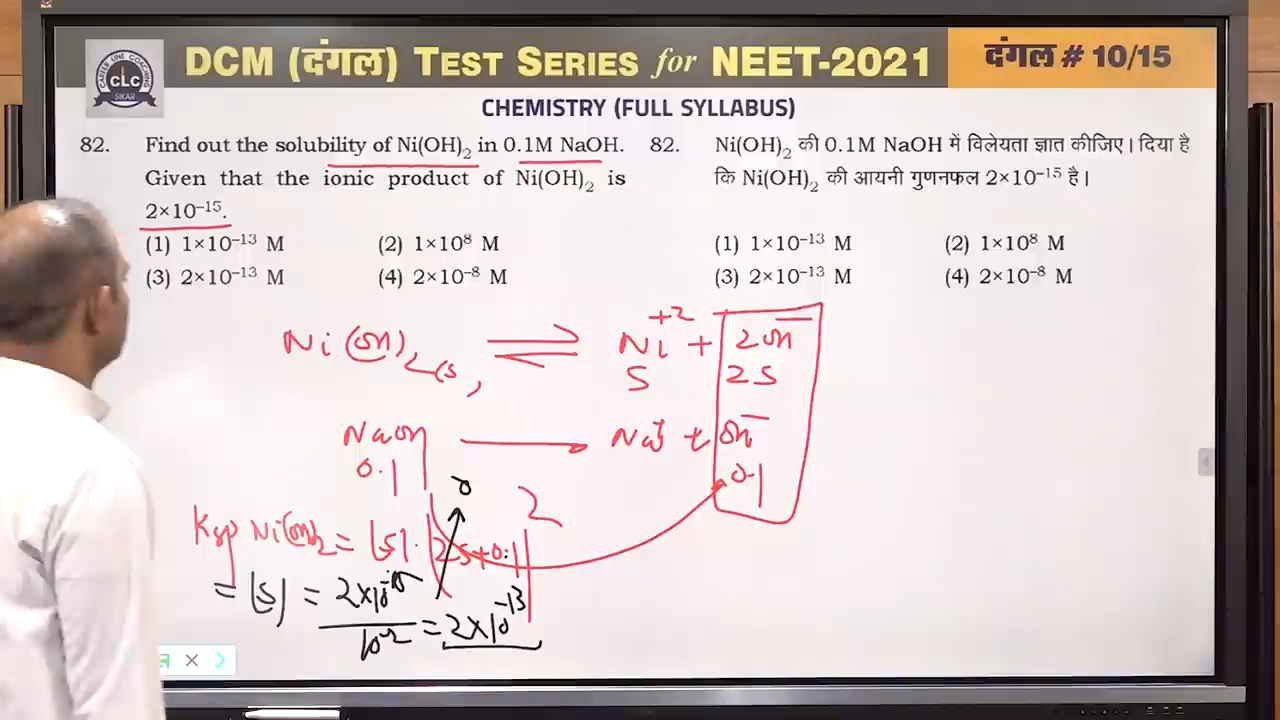 DCM (दंगल) TEST SERIES for NEET-2021
दंगल # 10/15
CLC
SIKAR
CHEMISTRY (FULL SYLLABUS)
82. Find out the solubility of Ni(OH)₂ in 0.1M NaOH.
Given that the ionic product of Ni(OH)₂ is
2×10⁻¹⁵.
(1) 1×10⁻¹³ M (2) 1×10⁸ M
(3) 2×10⁻¹³ M (4) 2×10⁻⁸ M
82. Ni(OH)₂ की 0.1M NaOH में विलेयता ज्ञात कीजिए। दिया है
कि Ni(OH)₂ की आयनी गुणनफल 2×10⁻¹⁵ है।
(1) 1×10⁻¹³ M (2) 1×10⁸ M
(3) 2×10⁻¹³ M (4) 2×10⁻⁸ M
Ni(OH)₂(s) ⇌ Ni⁺² + 2OH⁻
S 2S
NaOH → Na⁺ + OH⁻
0.1 0.1
0
Ksp Ni(OH)₂ = [S]·[2S+0.1]²
= [S] = 2×10⁻¹⁵
10⁻² = 2×10⁻¹³